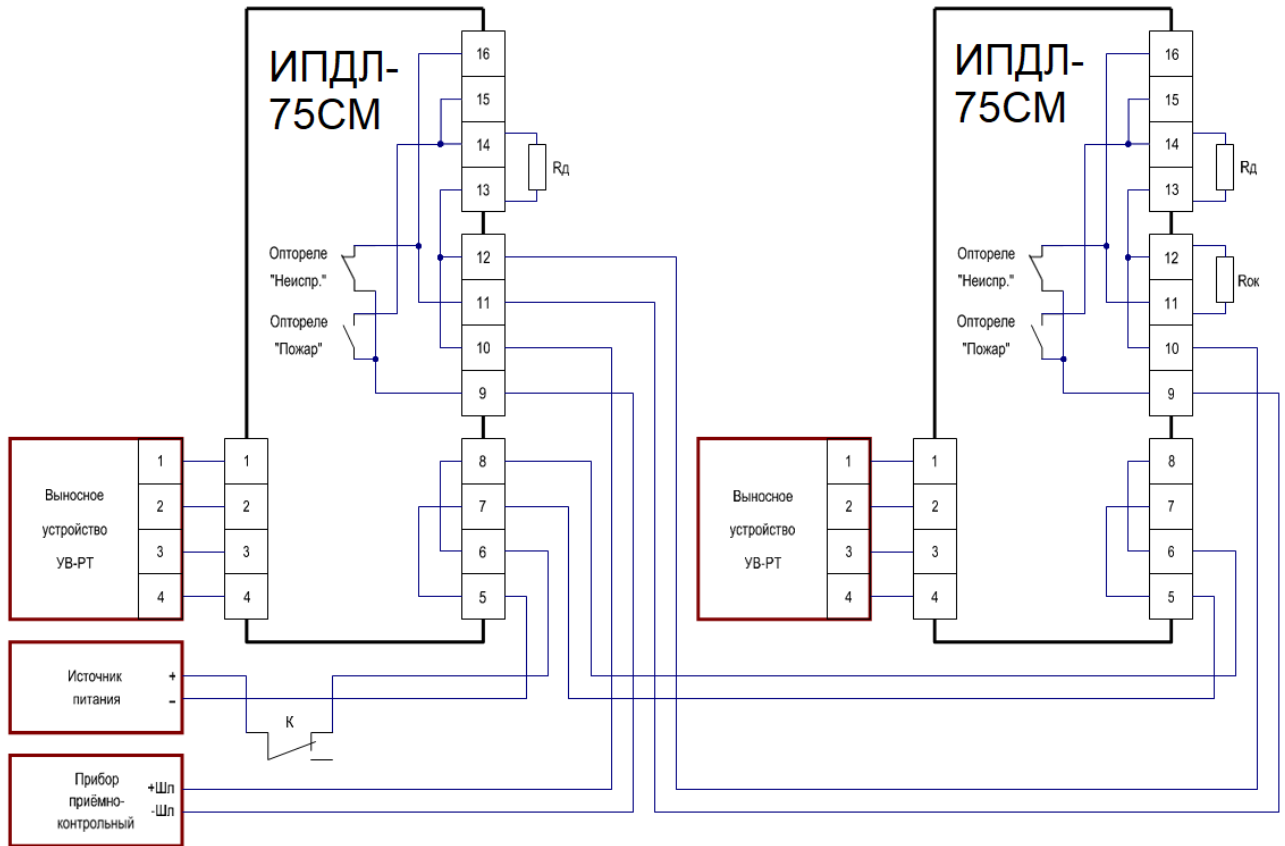 ИПДЛ-
75СМ
16
15
14
13
Rд
Оптореле
"Неиспр."
Оптореле
"Пожар"
12
11
10
9
8
7
6
5
Выносное
устройство
УВ-РТ
1
2
3
4
1
2
3
4
Источник
питания
+
–
К
Прибор
приёмно-
контрольный
+Шл
-Шл
ИПДЛ-
75СМ
16
15
14
13
Rд
Оптореле
"Неиспр."
Оптореле
"Пожар"
12
11
10
9
Rок
8
7
6
5
Выносное
устройство
УВ-РТ
1
2
3
4
1
2
3
4